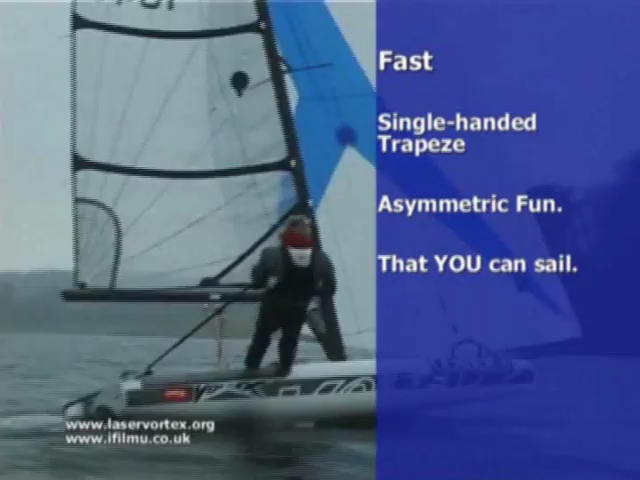 Fast
Single-handed
Trapeze
Asymmetric Fun.
That YOU can sail.
www.laservortex.org
www.ifilmu.co.uk